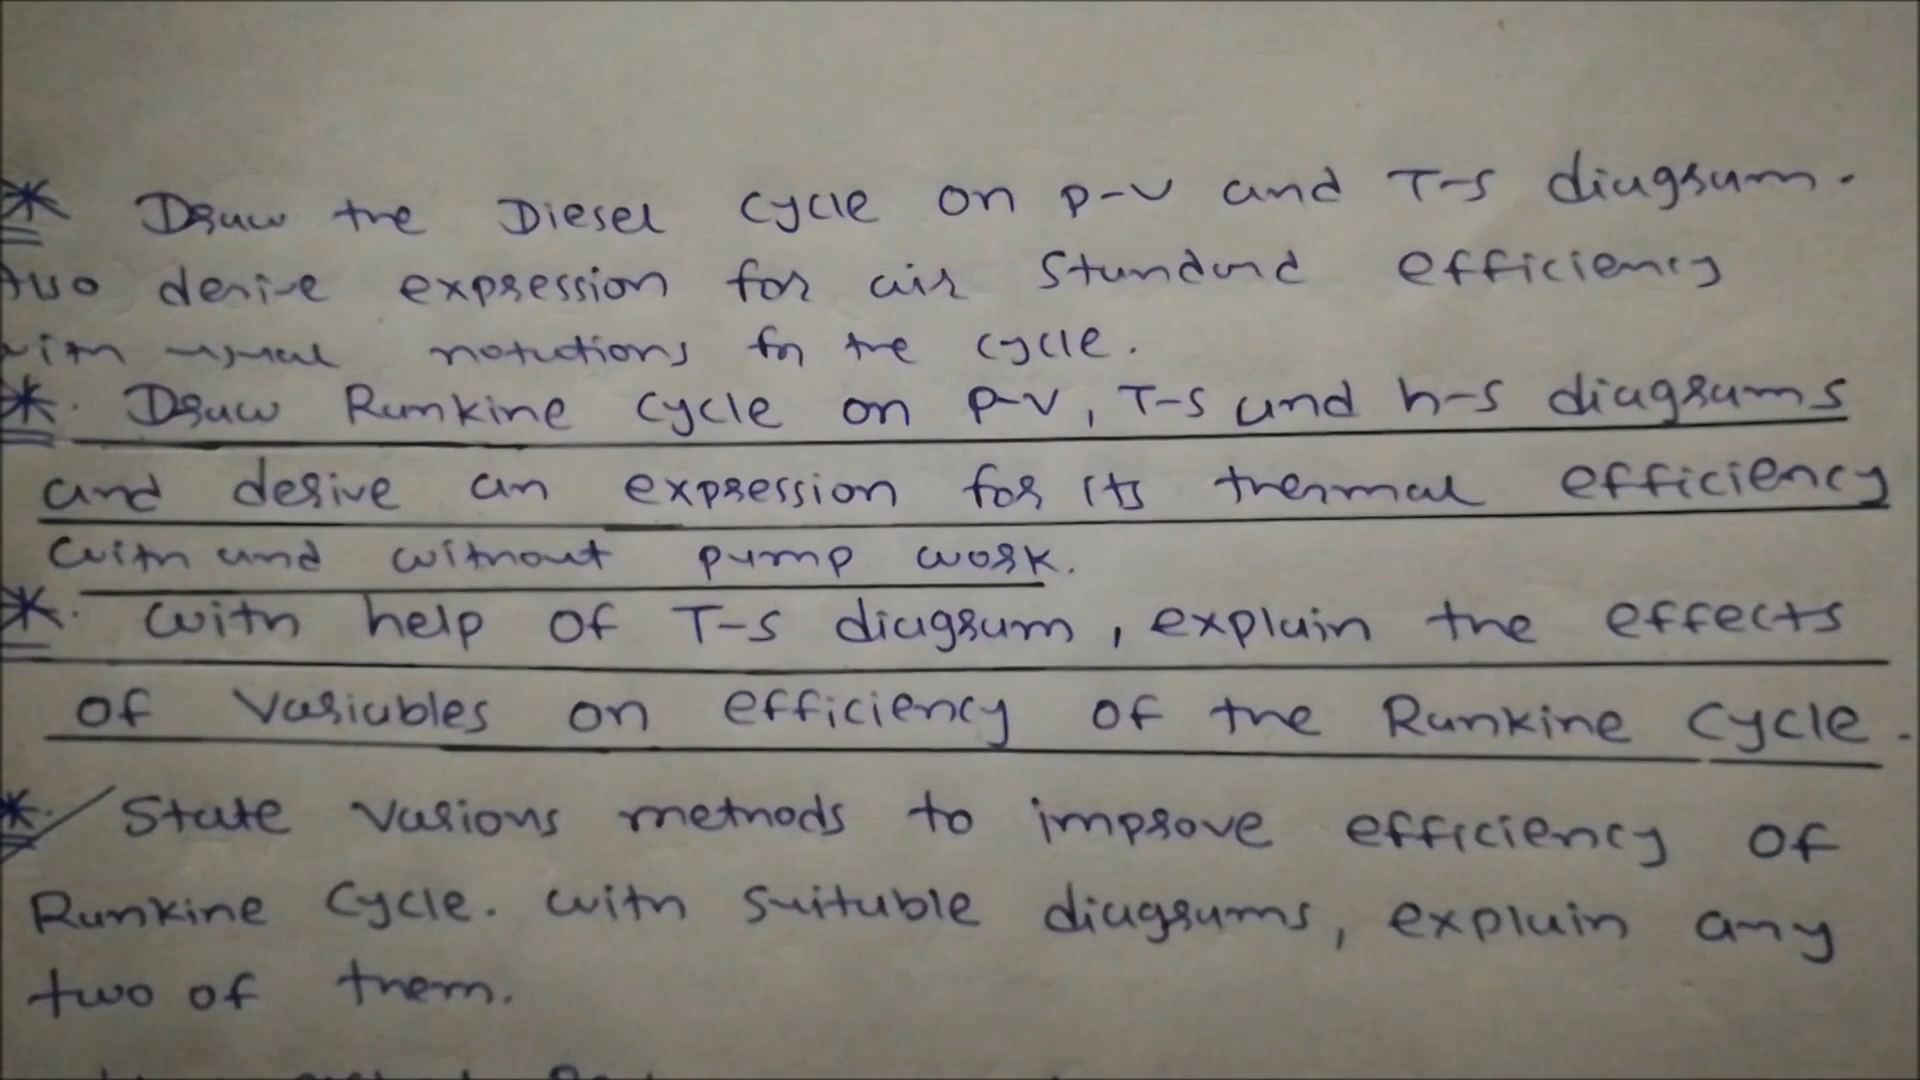 * Draw the Diesel cycle on p-v and T-s diagram.
Also derive expression for air standard efficiency
with usual notations for the cycle.
*. Draw Rankine cycle on p-v, T-s and h-s diagrams
and derive an expression for its thermal efficiency
with and without pump work.
*. with help of T-s diagram, explain the effects
of variables on efficiency of the Rankine cycle.
*. State various methods to improve efficiency of
Rankine cycle. with suitable diagrams, explain any
two of them.